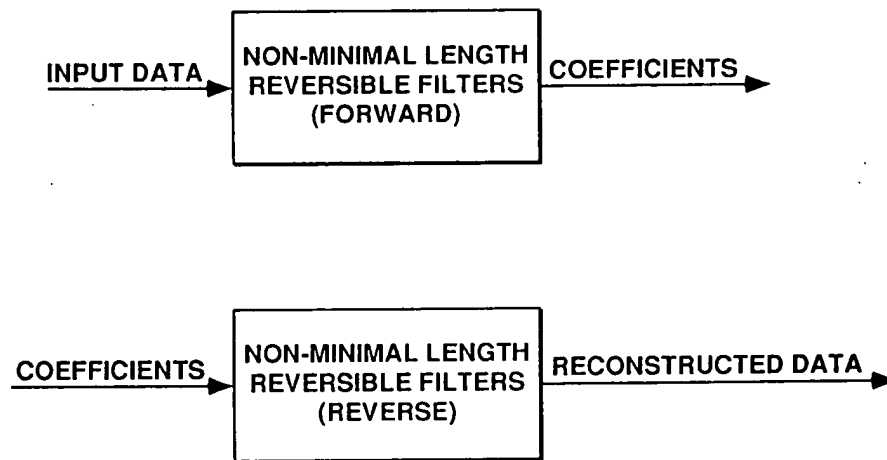 INPUT DATA
NON-MINIMAL LENGTH
REVERSIBLE FILTERS
(FORWARD)
COEFFICIENTS
COEFFICIENTS
NON-MINIMAL LENGTH
REVERSIBLE FILTERS
(REVERSE)
RECONSTRUCTED DATA